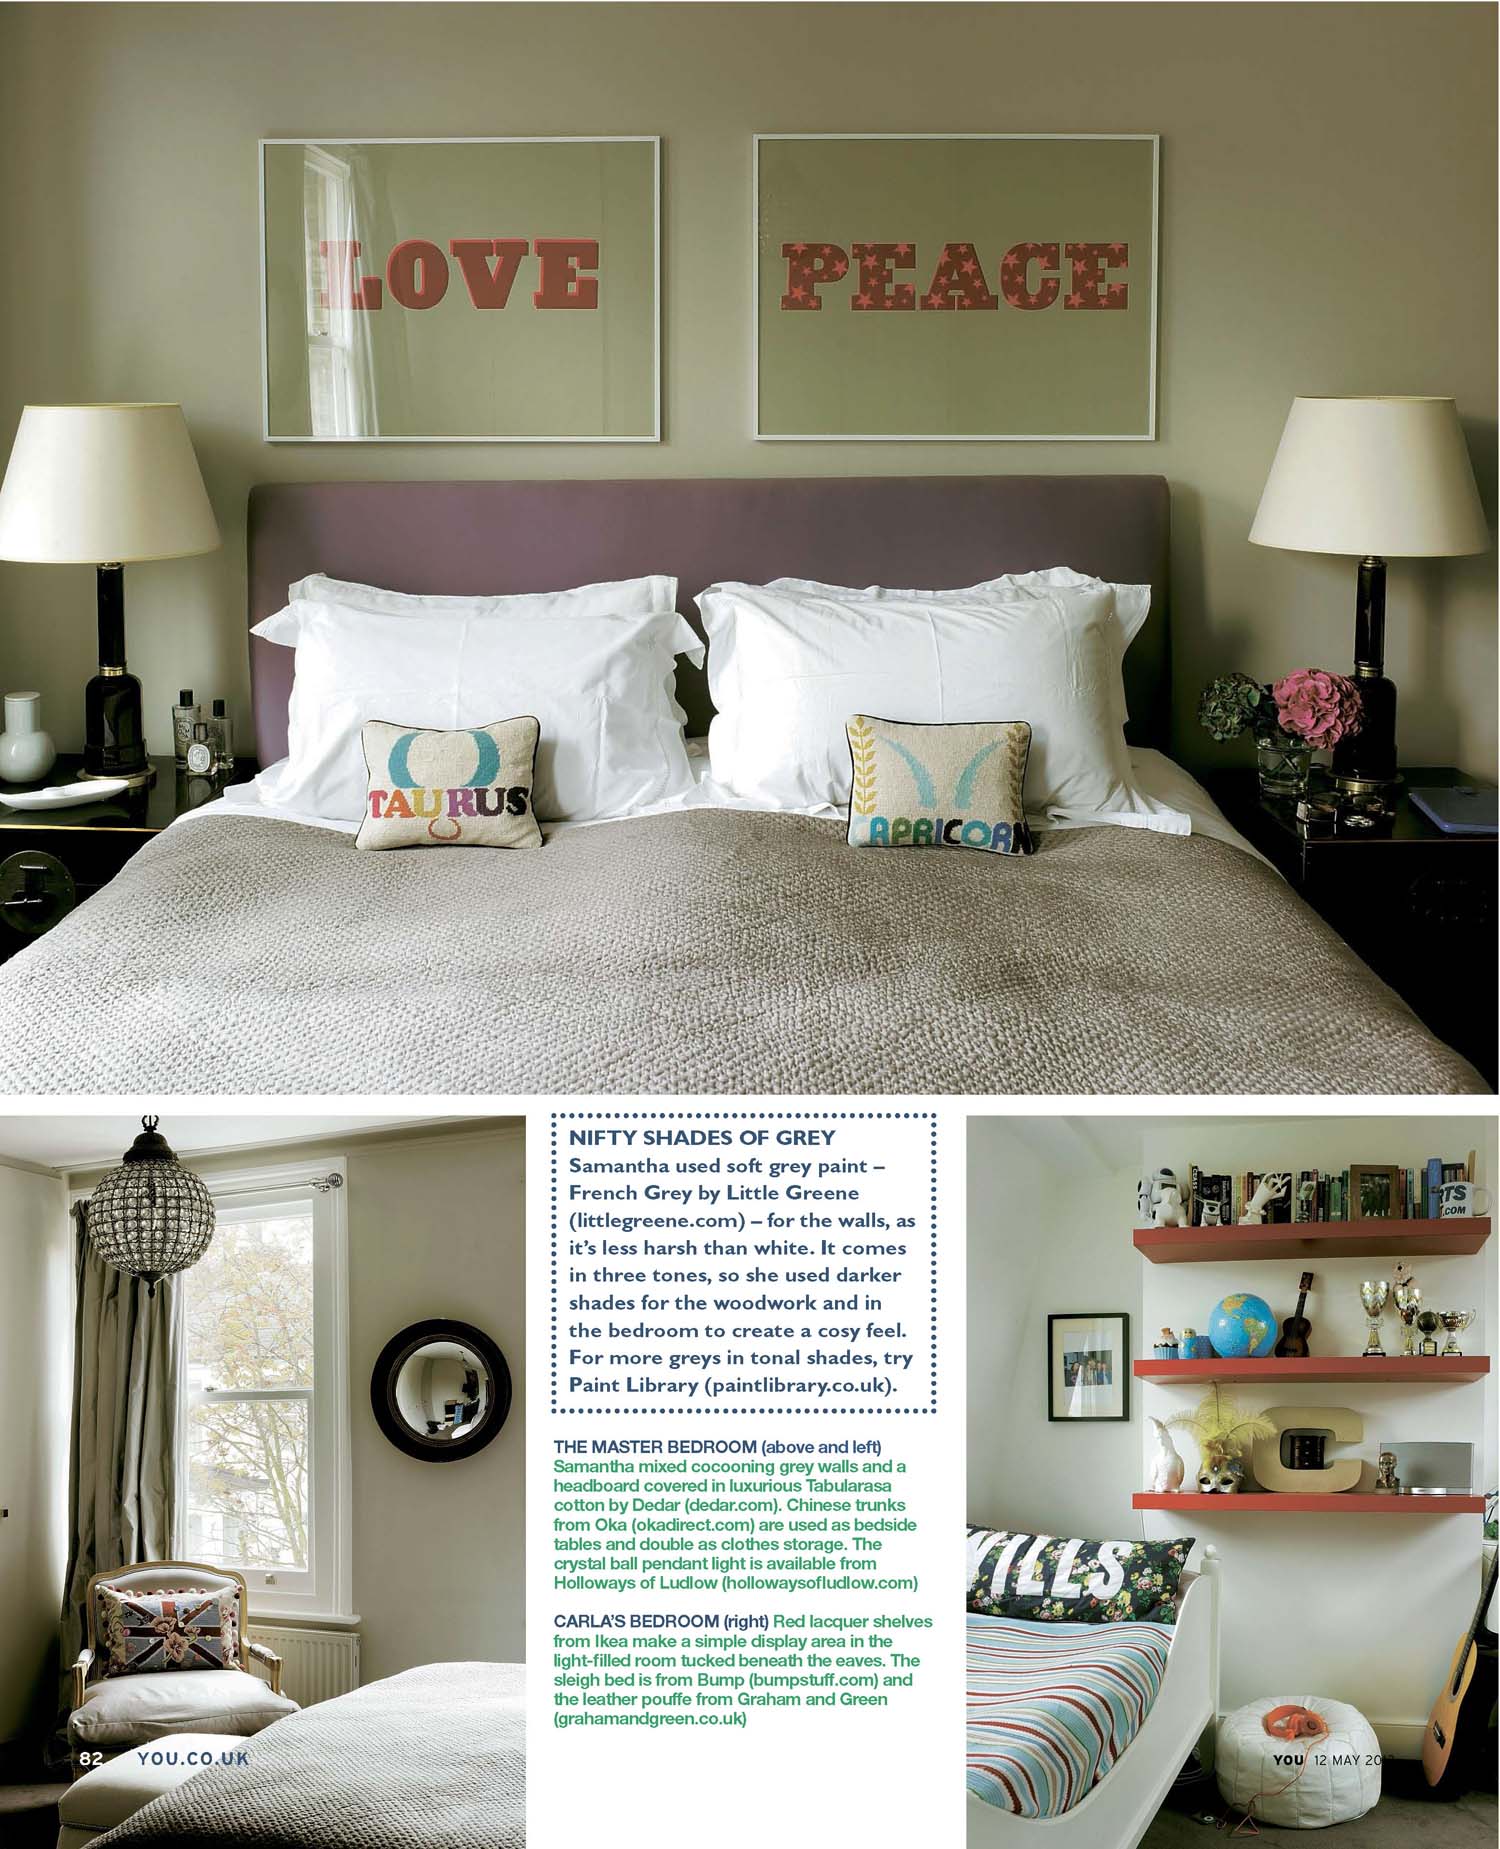 LOVE
PEACE
TAURUS
CAPRICORN
NIFTY SHADES OF GREY
Samantha used soft grey paint –
French Grey by Little Greene
(littlegreene.com) – for the walls, as
it's less harsh than white. It comes
in three tones, so she used darker
shades for the woodwork and in
the bedroom to create a cosy feel.
For more greys in tonal shades, try
Paint Library (paintlibrary.co.uk).
THE MASTER BEDROOM (above and left)
Samantha mixed cocooning grey walls and a
headboard covered in luxurious Tabularasa
cotton by Dedar (dedar.com). Chinese trunks
from Oka (okadirect.com) are used as bedside
tables and double as clothes storage. The
crystal ball pendant light is available from
Holloways of Ludlow (hollowaysofludlow.com)
CARLA'S BEDROOM (right) Red lacquer shelves
from Ikea make a simple display area in the
light-filled room tucked beneath the eaves. The
sleigh bed is from Bump (bumpstuff.com) and
the leather pouffe from Graham and Green
(grahamandgreen.co.uk)
RTS
.COM
C
ILLS
82 YOU.CO.UK
YOU 12 MAY